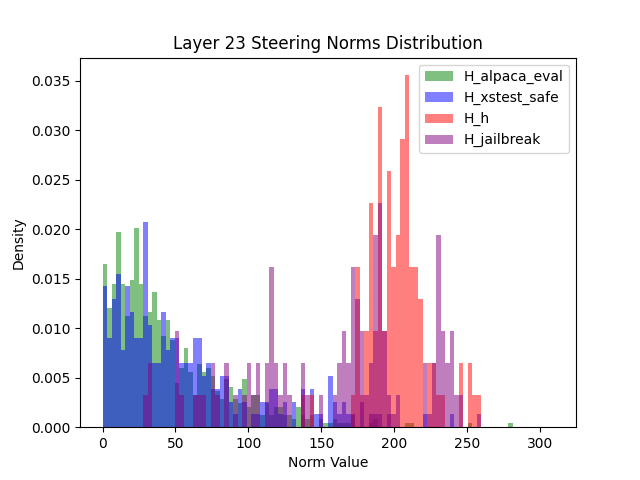 Layer 23 Steering Norms Distribution
H_alpaca_eval
H_xstest_safe
H_h
H_jailbreak
Density
0.035
0.030
0.025
0.020
0.015
0.010
0.005
0.000
0
50
100
150
200
250
300
Norm Value